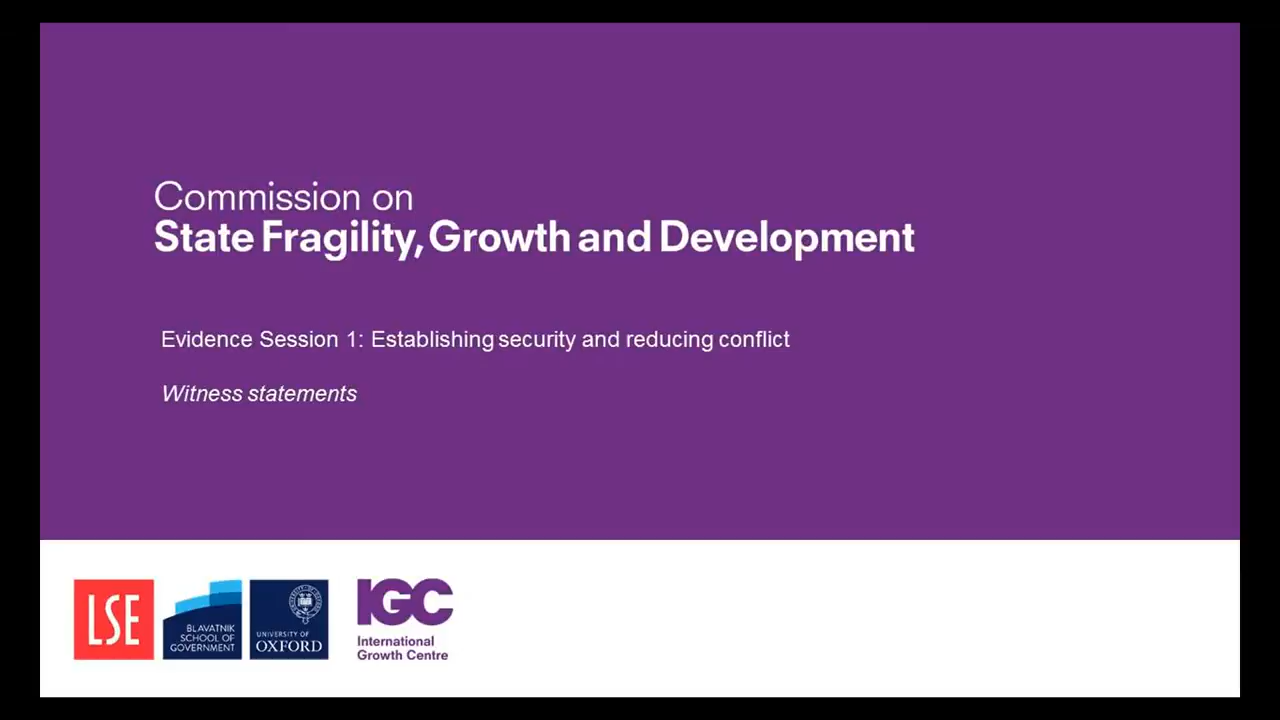 Commission on
State Fragility, Growth and Development
Evidence Session 1: Establishing security and reducing conflict
Witness statements
LSE
BLAVATNIK
SCHOOL OF
GOVERNMENT
UNIVERSITY OF
OXFORD
IGC
International
Growth Centre